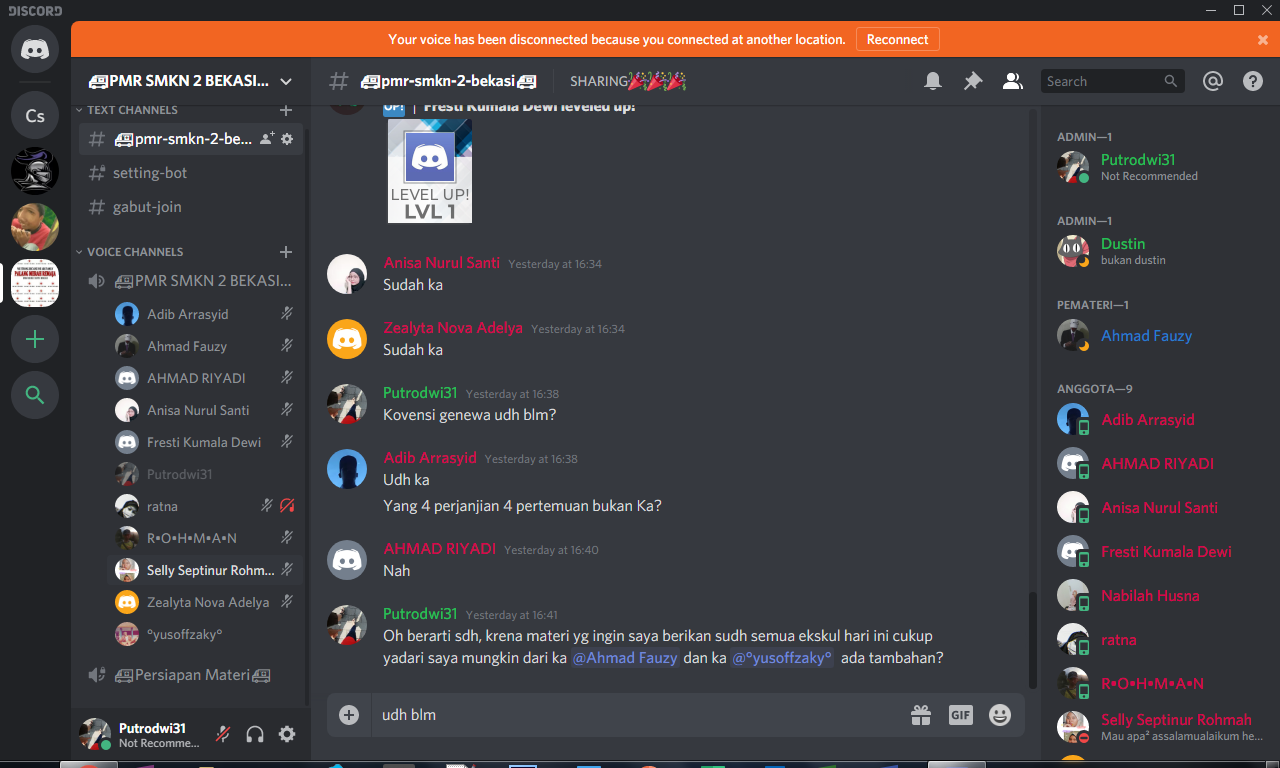 DISCORD
Your voice has been disconnected because you connected at another location. Reconnect
PMR SMKN 2 BEKASI...
pmr-smkn-2-bekasi
SHARING
Search
TEXT CHANNELS
pmr-smkn-2-be...
setting-bot
gabut-join
VOICE CHANNELS
PMR SMKN 2 BEKASI...
Adib Arrasyid
Ahmad Fauzy
AHMAD RIYADI
Anisa Nurul Santi
Fresti Kumala Dewi
Putrodwi31
ratna
R•O•H•M•A•N
Selly Septinur Rohm...
Zealyta Nova Adelya
°yusoffzaky°
Persiapan Materi
Putrodwi31
Not Recomme...
Cs
UP! | Fresti Kumala Dewi leveled up!
LEVEL UP!
LVL 1
Anisa Nurul Santi Yesterday at 16:34
Sudah ka
Zealyta Nova Adelya Yesterday at 16:34
Sudah ka
Putrodwi31 Yesterday at 16:38
Kovensi genewa udh blm?
Adib Arrasyid Yesterday at 16:38
Udh ka
Yang 4 perjanjian 4 pertemuan bukan Ka?
AHMAD RIYADI Yesterday at 16:40
Nah
Putrodwi31 Yesterday at 16:41
Oh berarti sdh, krena materi yg ingin saya berikan sudh semua ekskul hari ini cukup
yadari saya mungkin dari ka @Ahmad Fauzy dan ka @°yusoffzaky° ada tambahan?
udh blm
GIF
ADMIN—1
Putrodwi31
Not Recommended
ADMIN—1
Dustin
bukan dustin
PEMATERI—1
Ahmad Fauzy
ANGGOTA—9
Adib Arrasyid
AHMAD RIYADI
Anisa Nurul Santi
Fresti Kumala Dewi
Nabilah Husna
ratna
R•O•H•M•A•N
Selly Septinur Rohmah
Mau apa² assalamualaikum he...